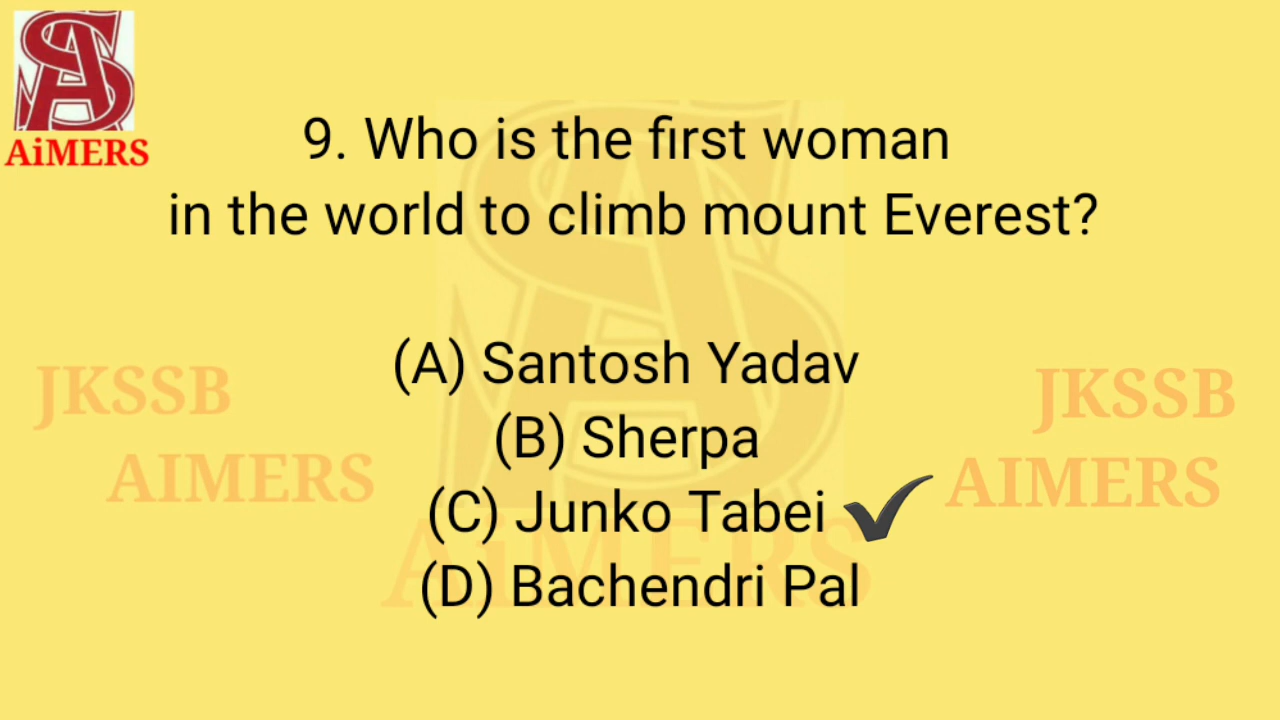 AiMERS
9. Who is the first woman
in the world to climb mount Everest?
(A) Santosh Yadav
(B) Sherpa
(C) Junko Tabei ✔
(D) Bachendri Pal
JKSSB
AIMERS
JKSSB
AIMERS
AiMERS